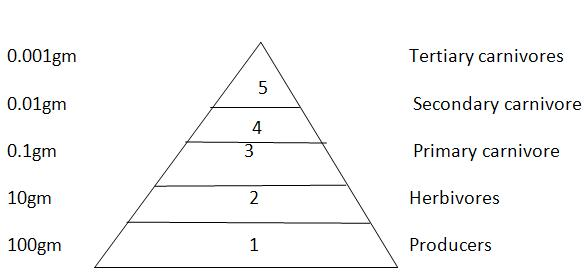 0.001gm Tertiary carnivores
5
0.01gm Secondary carnivore
4
0.1gm 3 Primary carnivore
10gm 2 Herbivores
100gm 1 Producers